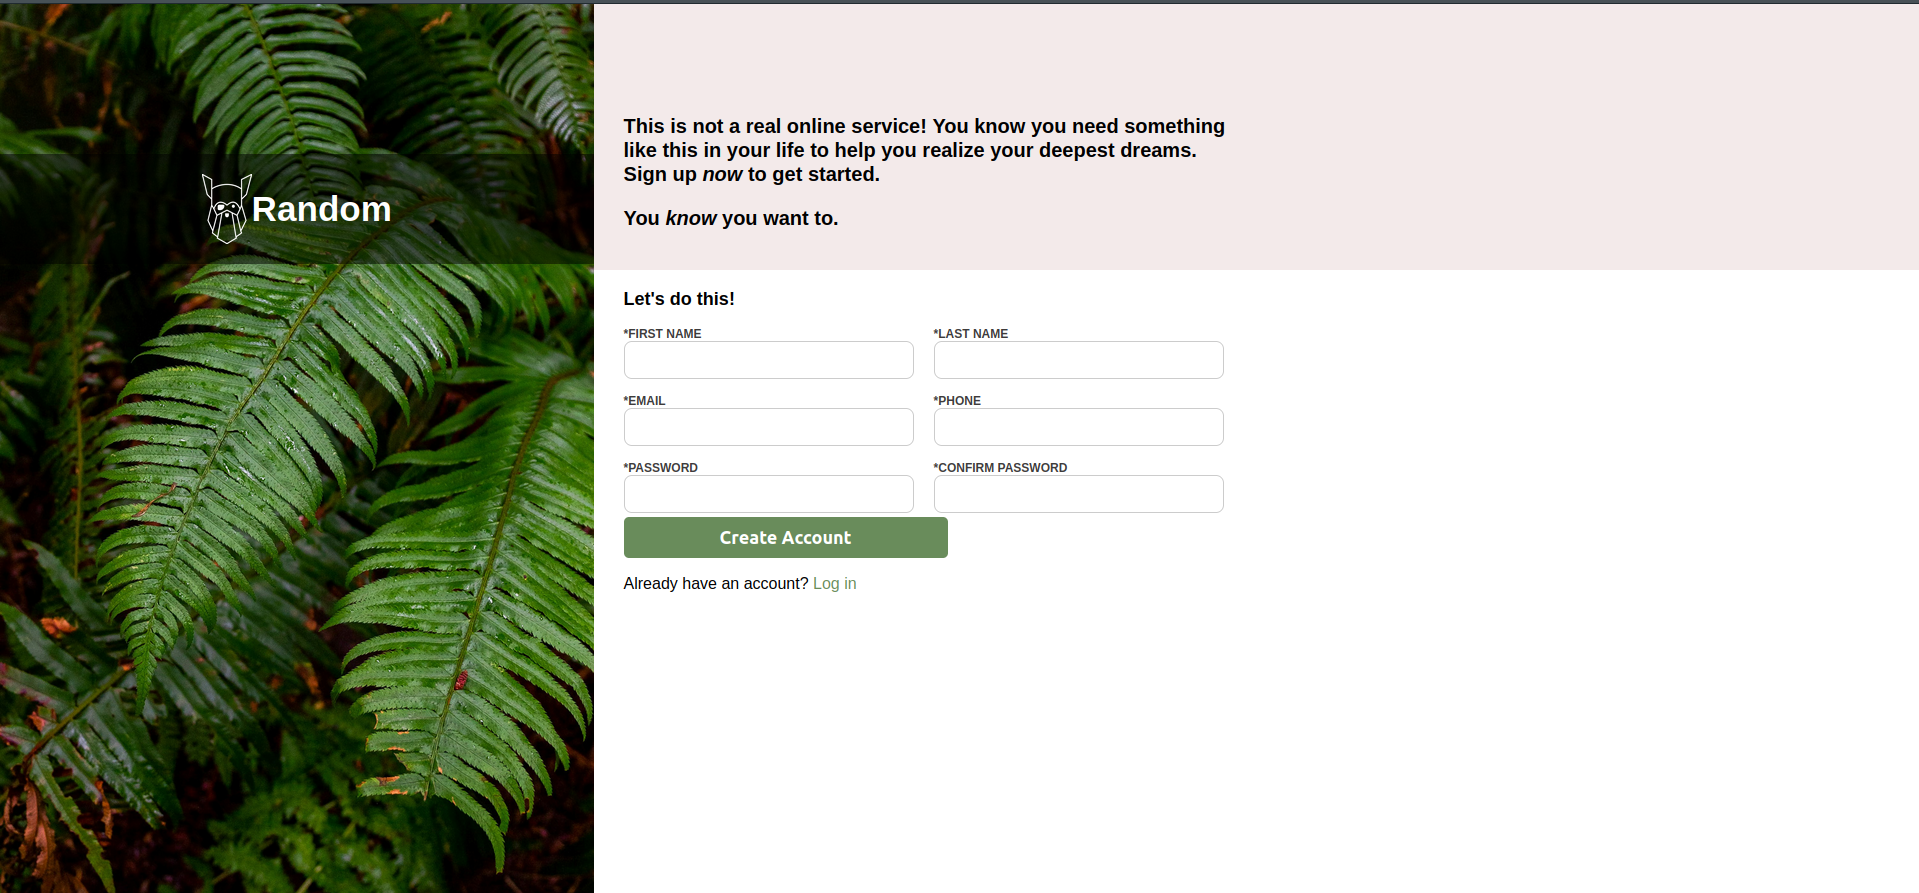 Random
This is not a real online service! You know you need something
like this in your life to help you realize your deepest dreams.
Sign up now to get started.
You know you want to.
Let's do this!
*FIRST NAME
*LAST NAME
*EMAIL
*PHONE
*PASSWORD
*CONFIRM PASSWORD
Create Account
Already have an account? Log in